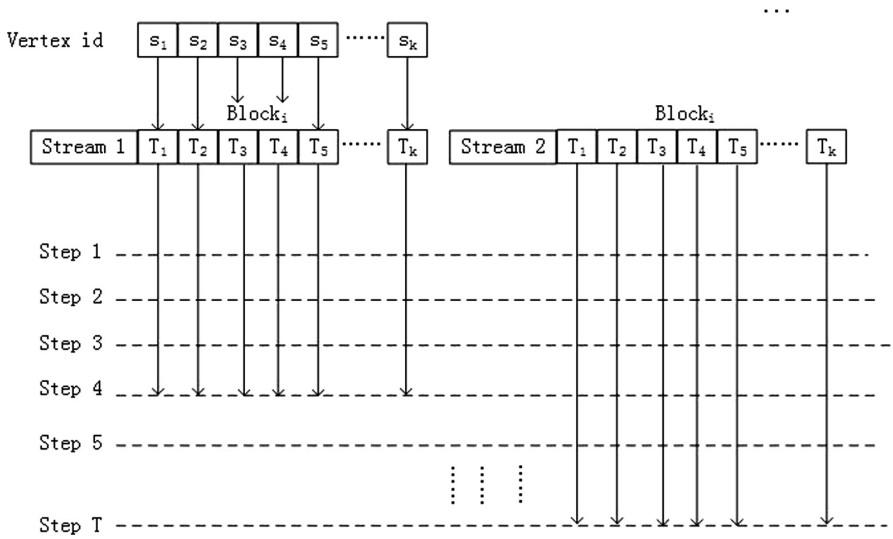 ...
Vertex id s₁ s₂ s₃ s₄ s₅ ...... sₖ
Blockᵢ Blockᵢ
Stream 1 T₁ T₂ T₃ T₄ T₅ ...... Tₖ Stream 2 T₁ T₂ T₃ T₄ T₅ ...... Tₖ
Step 1
Step 2
Step 3
Step 4
Step 5
Step T